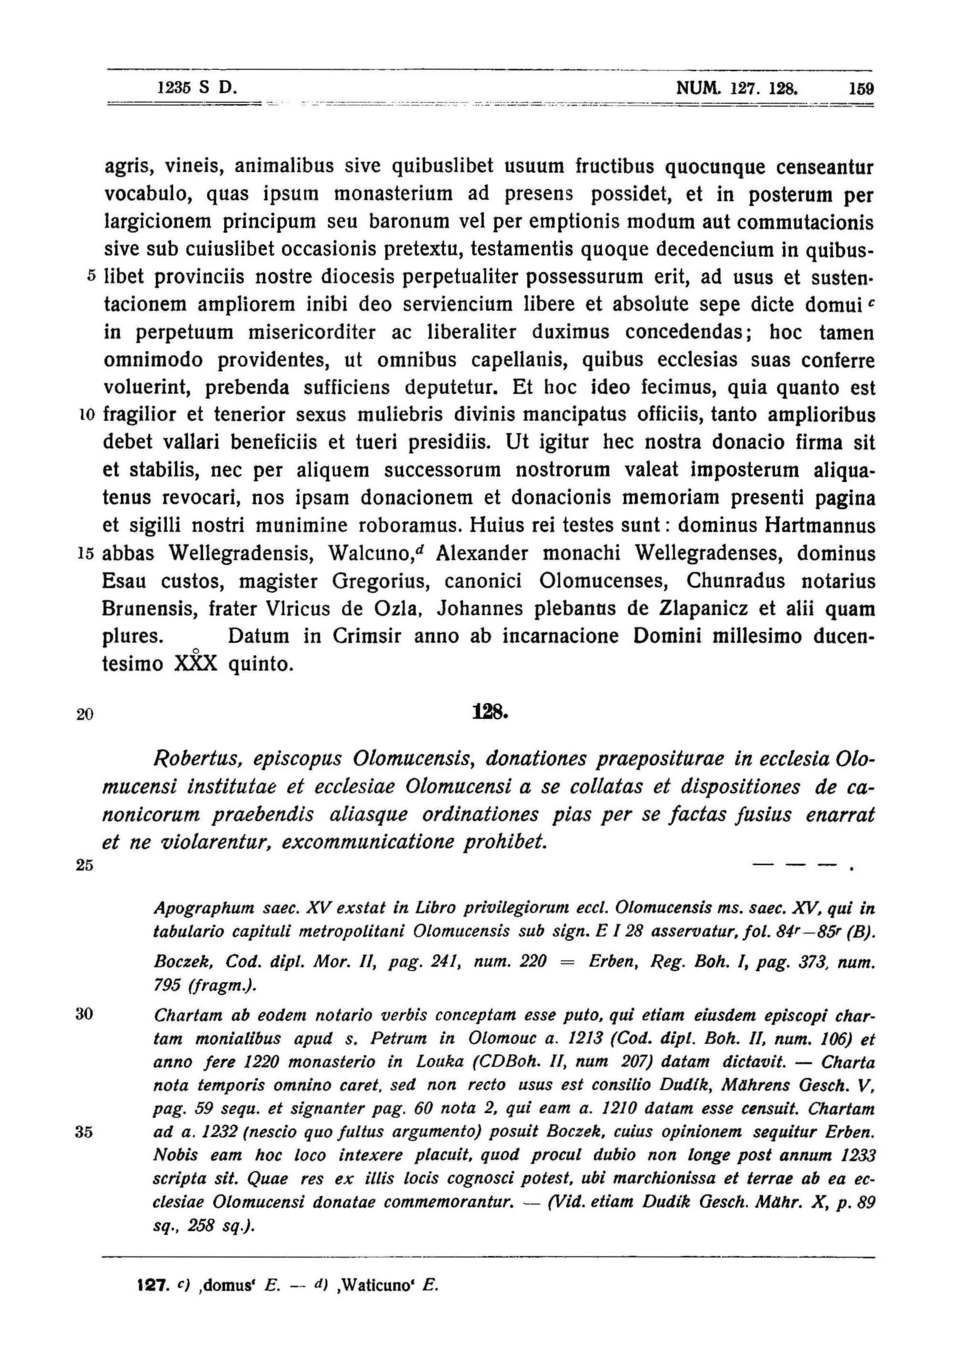 1235 S D. NUM. 127. 128. 159
agris, vineis, animalibus sive quibuslibet usuum fructibus quocunque censeantur
vocabulo, quas ipsum monasterium ad presens possidet, et in posterum per
largicionem principum seu baronum vel per emptionis modum aut commutacionis
sive sub cuiuslibet occasionis pretextu, testamentis quoque decedencium in quibus-
5 libet provinciis nostre diocesis perpetualiter possessurum erit, ad usus et susten-
tacionem ampliorem inibi deo serviencium libere et absolute sepe dicte domui c
in perpetuum misericorditer ac liberaliter duximus concedendas; hoc tamen
omnimodo providentes, ut omnibus capellanis, quibus ecclesias suas conferre
voluerint, prebenda sufficiens deputetur. Et hoc ideo fecimus, quia quanto est
10 fragilior et tenerior sexus muliebris divinis mancipatus officiis, tanto amplioribus
debet vallari beneficiis et tueri presidiis. Ut igitur hec nostra donacio firma sit
et stabilis, nec per aliquem successorum nostrorum valeat imposterum aliqua-
tenus revocari, nos ipsam donacionem et donacionis memoriam presenti pagina
et sigilli nostri munimine roboramus. Huius rei testes sunt : dominus Hartmannus
15 abbas Wellegradensis, Walcuno,d Alexander monachi Wellegradenses, dominus
Esau custos, magister Gregorius, canonici Olomucenses, Chunradus notarius
Brunensis, frater Vlricus de Ozla, Johannes plebanus de Zlapanicz et alii quam
plures. Datum in Crimsir anno ab incarnacione Domini millesimo ducen-
tesimo XX̊X quinto.
20 128.
Robertus, episcopus Olomucensis, donationes praepositurae in ecclesia Olo-
mucensi institutae et ecclesiae Olomucensi a se collatas et dispositiones de ca-
nonicorum praebendis aliasque ordinationes pias per se factas fusius enarrat
et ne violarentur, excommunicatione prohibet.
25 — — — .
Apographum saec. XV exstat in Libro privilegiorum eccl. Olomucensis ms. saec. XV, qui in
tabulario capituli metropolitani Olomucensis sub sign. E I 28 asservatur, fol. 84r—85r (B).
Boczek, Cod. dipl. Mor. II, pag. 241, num. 220 = Erben, Reg. Boh. I, pag. 373, num.
795 (fragm.).
30 Chartam ab eodem notario verbis conceptam esse puto, qui etiam eiusdem episcopi char-
tam monialibus apud s. Petrum in Olomouc a. 1213 (Cod. dipl. Boh. II, num. 106) et
anno fere 1220 monasterio in Louka (CDBoh. II, num 207) datam dictavit. — Charta
nota temporis omnino caret, sed non recto usus est consilio Dudík, Mährens Gesch. V,
pag. 59 sequ. et signanter pag. 60 nota 2, qui eam a. 1210 datam esse censuit. Chartam
35 ad a. 1232 (nescio quo fultus argumento) posuit Boczek, cuius opinionem sequitur Erben.
Nobis eam hoc loco intexere placuit, quod procul dubio non longe post annum 1233
scripta sit. Quae res ex illis locis cognosci potest, ubi marchionissa et terrae ab ea ec-
clesiae Olomucensi donatae commemorantur. — (Vid. etiam Dudík Gesch. Mähr. X, p. 89
sq., 258 sq.).
127. c) ‚domus‘ E. — d) ‚Waticuno‘ E.